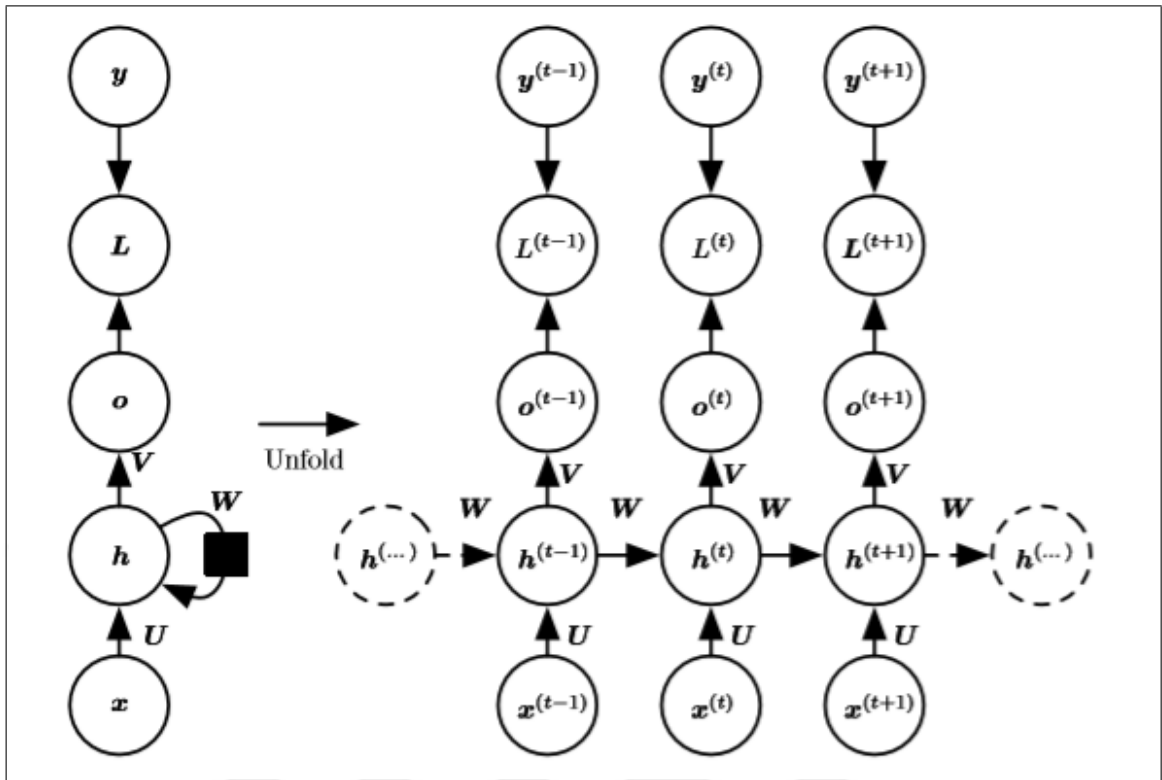 y y^(t−1) y^(t) y^(t+1)
L L^(t−1) L^(t) L^(t+1)
o o^(t−1) o^(t) o^(t+1)
Unfold
V V V V
W W W W W
h h^(...) h^(t−1) h^(t) h^(t+1) h^(...)
U U U U
x x^(t−1) x^(t) x^(t+1)